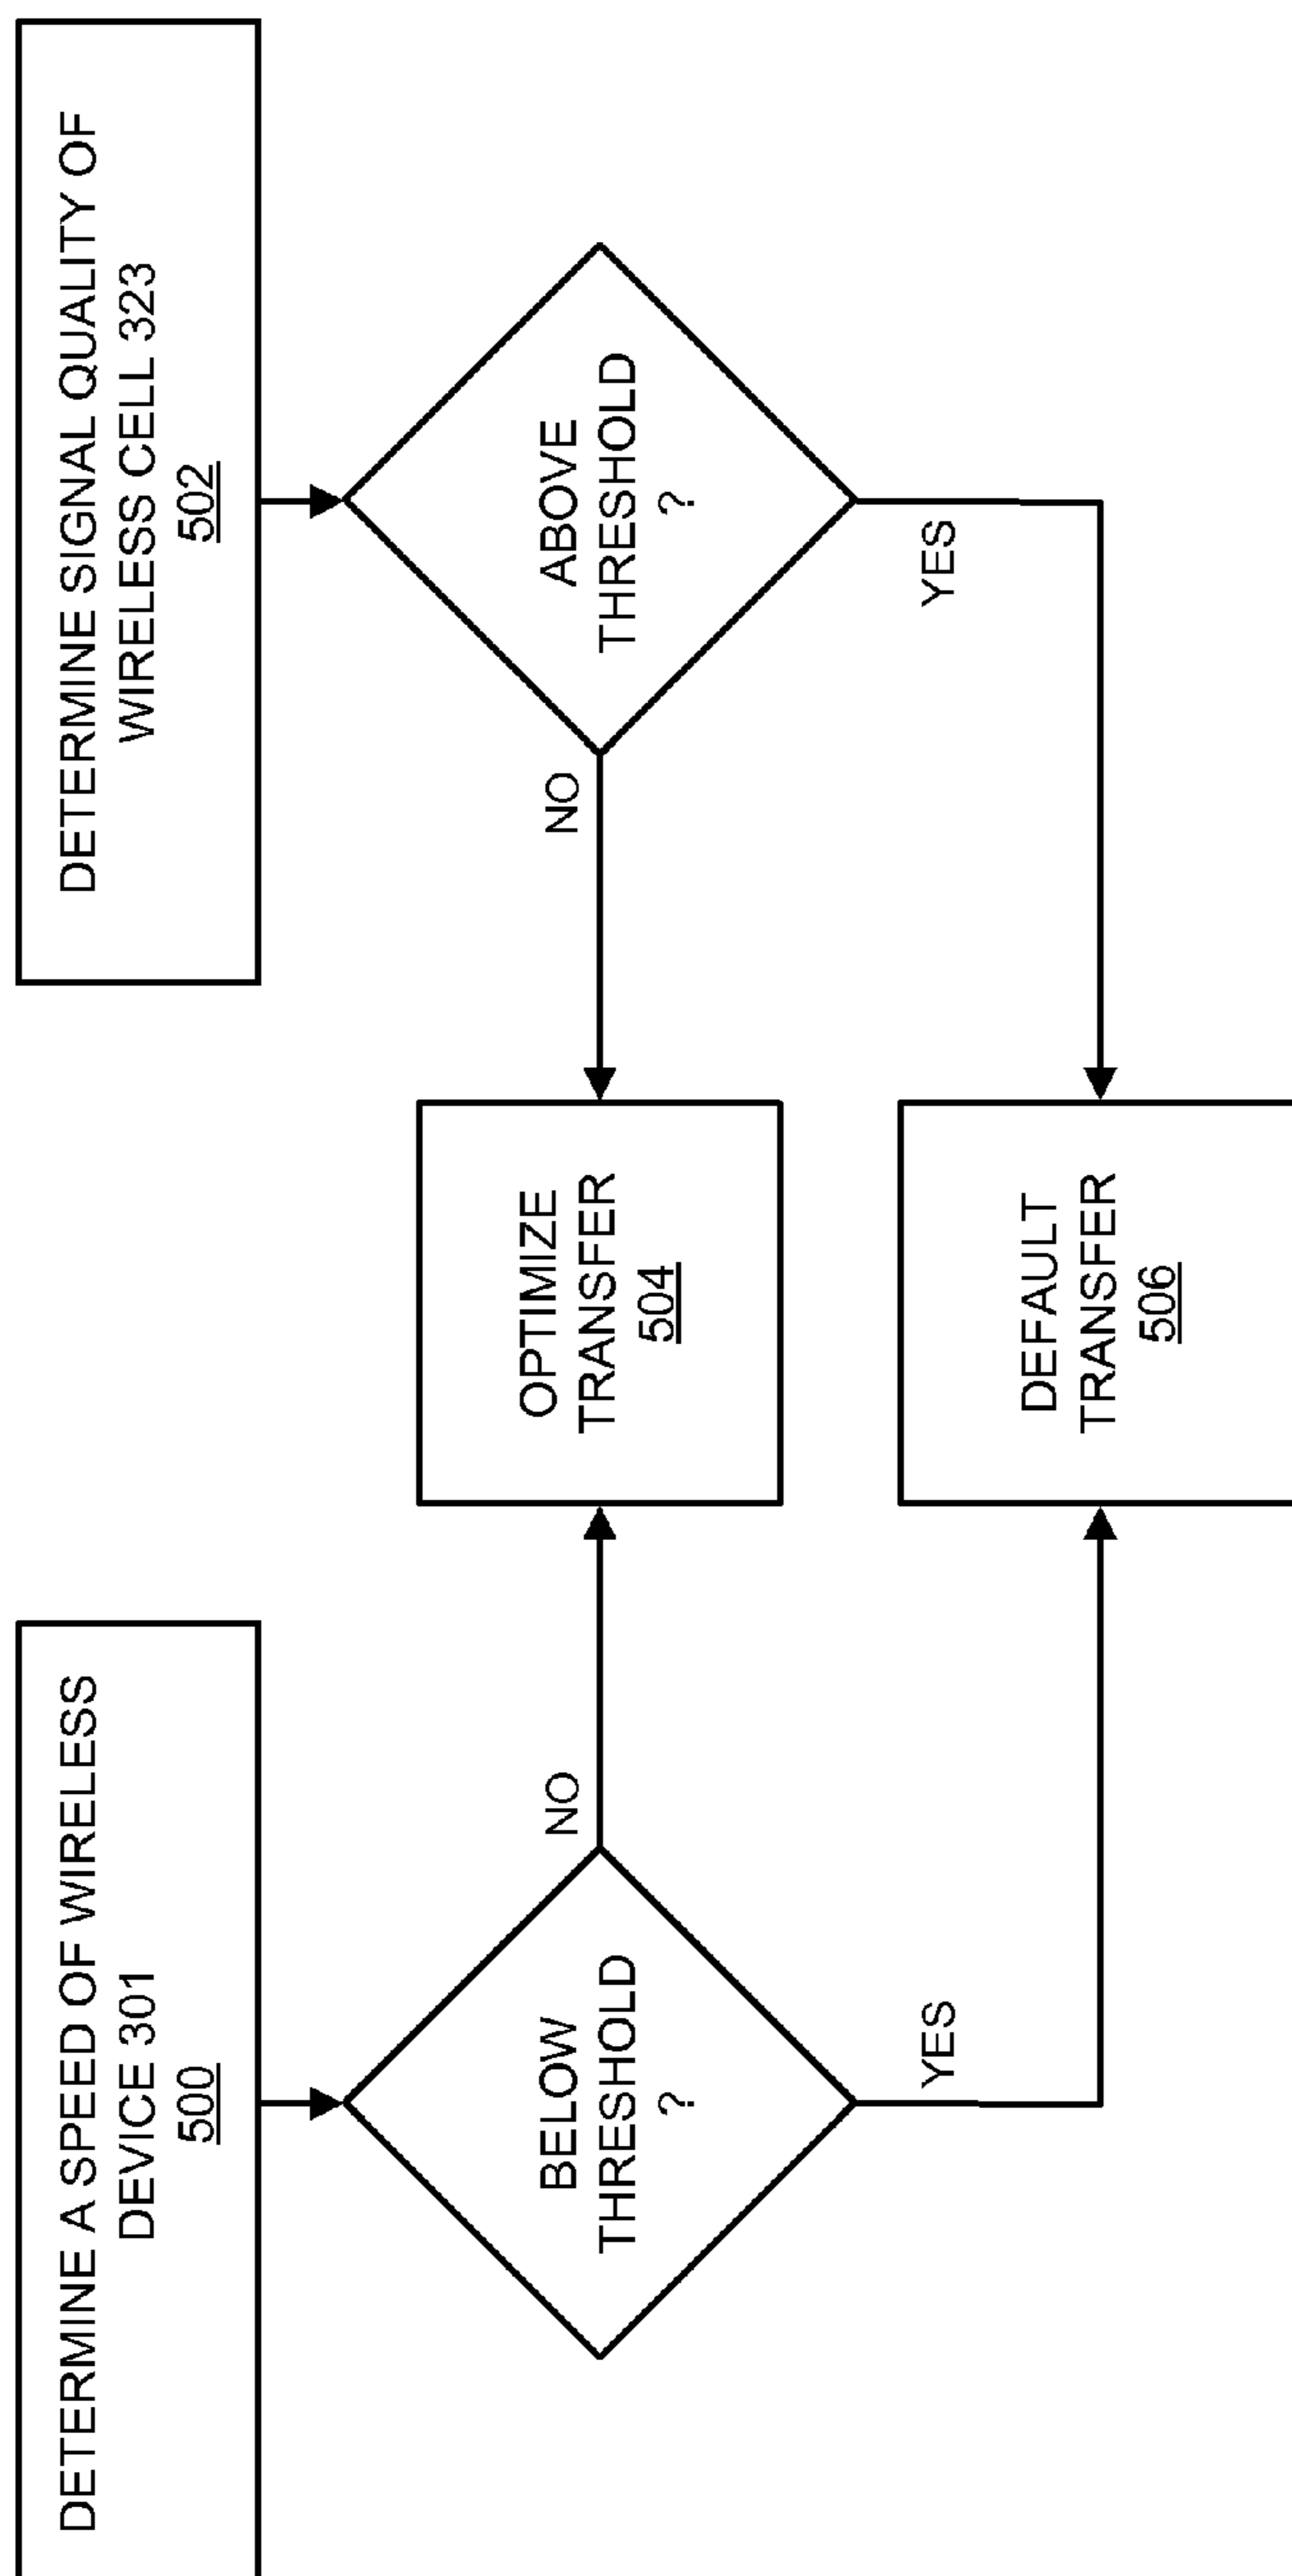 DETERMINE A SPEED OF WIRELESS
DEVICE 301
500
DETERMINE SIGNAL QUALITY OF
WIRELESS CELL 323
502
BELOW
THRESHOLD
?
NO
YES
OPTIMIZE
TRANSFER
504
ABOVE
THRESHOLD
?
NO
YES
DEFAULT
TRANSFER
506